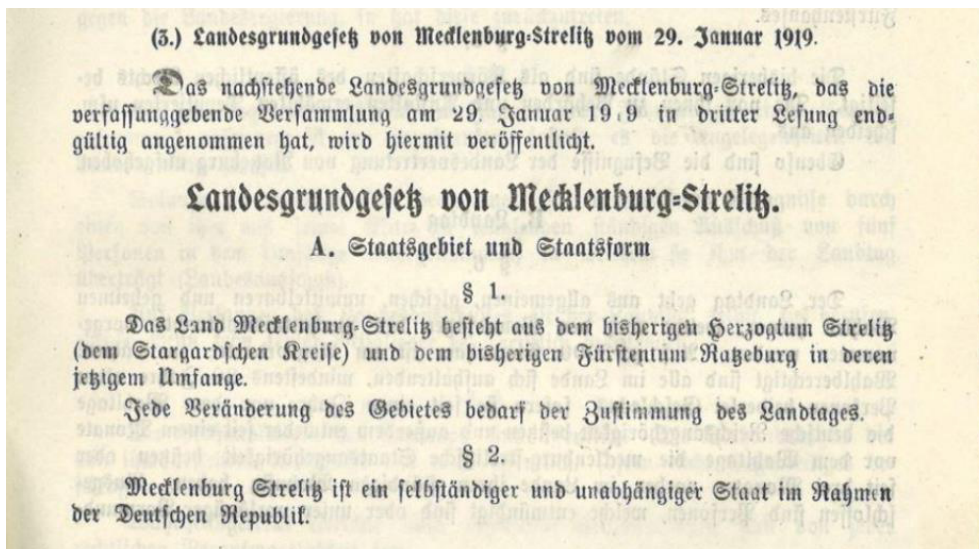 (3.) Landesgrundgesetz von Mecklenburg-Strelitz vom 29. Januar 1919.
Das nachstehende Landesgrundgesetz von Mecklenburg-Strelitz, das die
verfassunggebende Versammlung am 29. Januar 19,9 in dritter Lesung end-
gültig angenommen hat, wird hiermit veröffentlicht.
Landesgrundgesetz von Mecklenburg-Strelitz.
A. Staatsgebiet und Staatsform
§ 1.
Das Land Mecklenburg-Strelitz besteht aus dem bisherigen Herzogtum Strelitz
(dem Stargardschen Kreise) und dem bisherigen Fürstentum Ratzeburg in deren
jetzigem Umfange.
Jede Veränderung des Gebietes bedarf der Zustimmung des Landtages.
§ 2.
Mecklenburg Strelitz ist ein selbständiger und unabhängiger Staat im Rahmen
der Deutschen Republik.